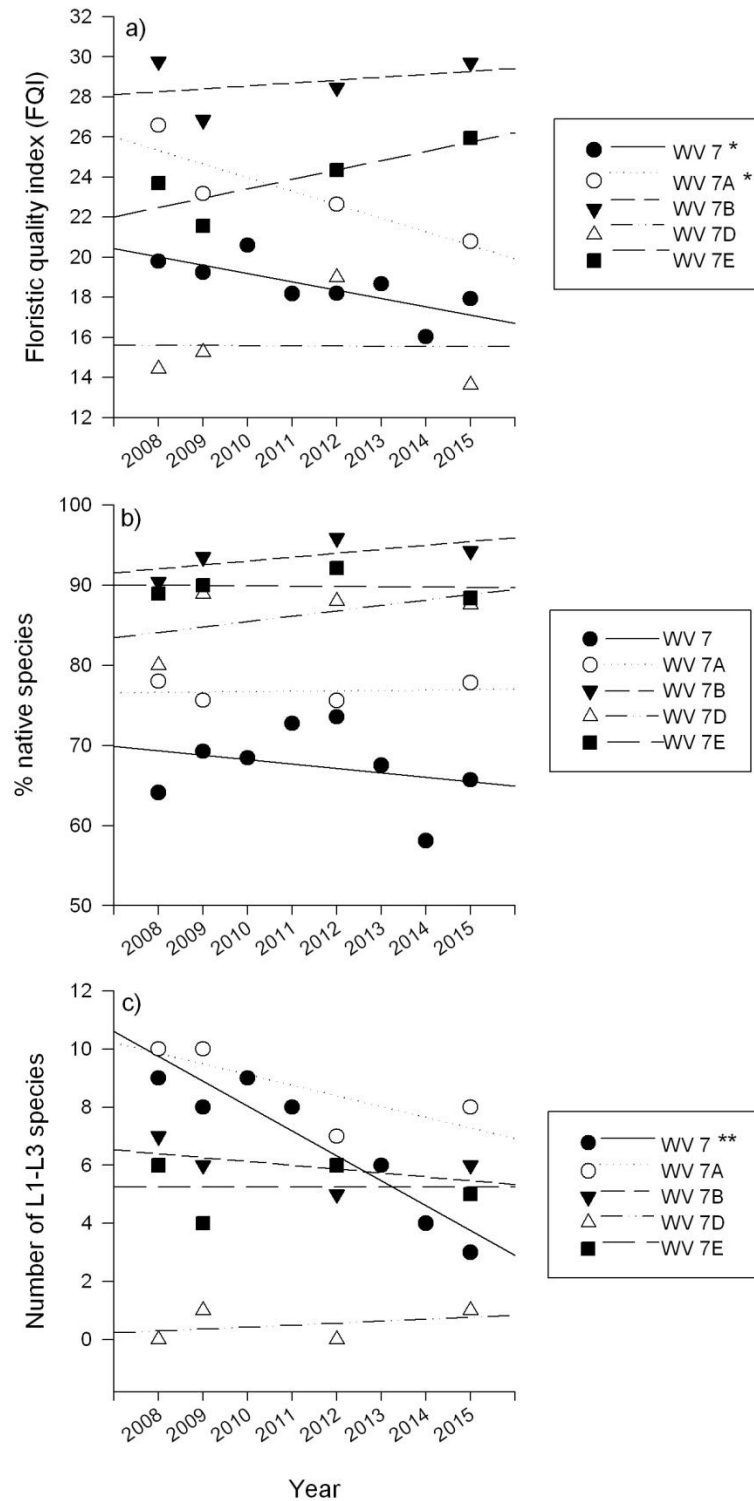 a)
Floristic quality index (FQI)
32
30
28
26
24
22
20
18
16
14
12
2008
2009
2010
2011
2012
2013
2014
2015
WV 7 *
WV 7A *
WV 7B
WV 7D
WV 7E
b)
% native species
100
90
80
70
60
50
2008
2009
2010
2011
2012
2013
2014
2015
WV 7
WV 7A
WV 7B
WV 7D
WV 7E
c)
Number of L1-L3 species
12
10
8
6
4
2
0
2008
2009
2010
2011
2012
2013
2014
2015
WV 7 **
WV 7A
WV 7B
WV 7D
WV 7E
Year